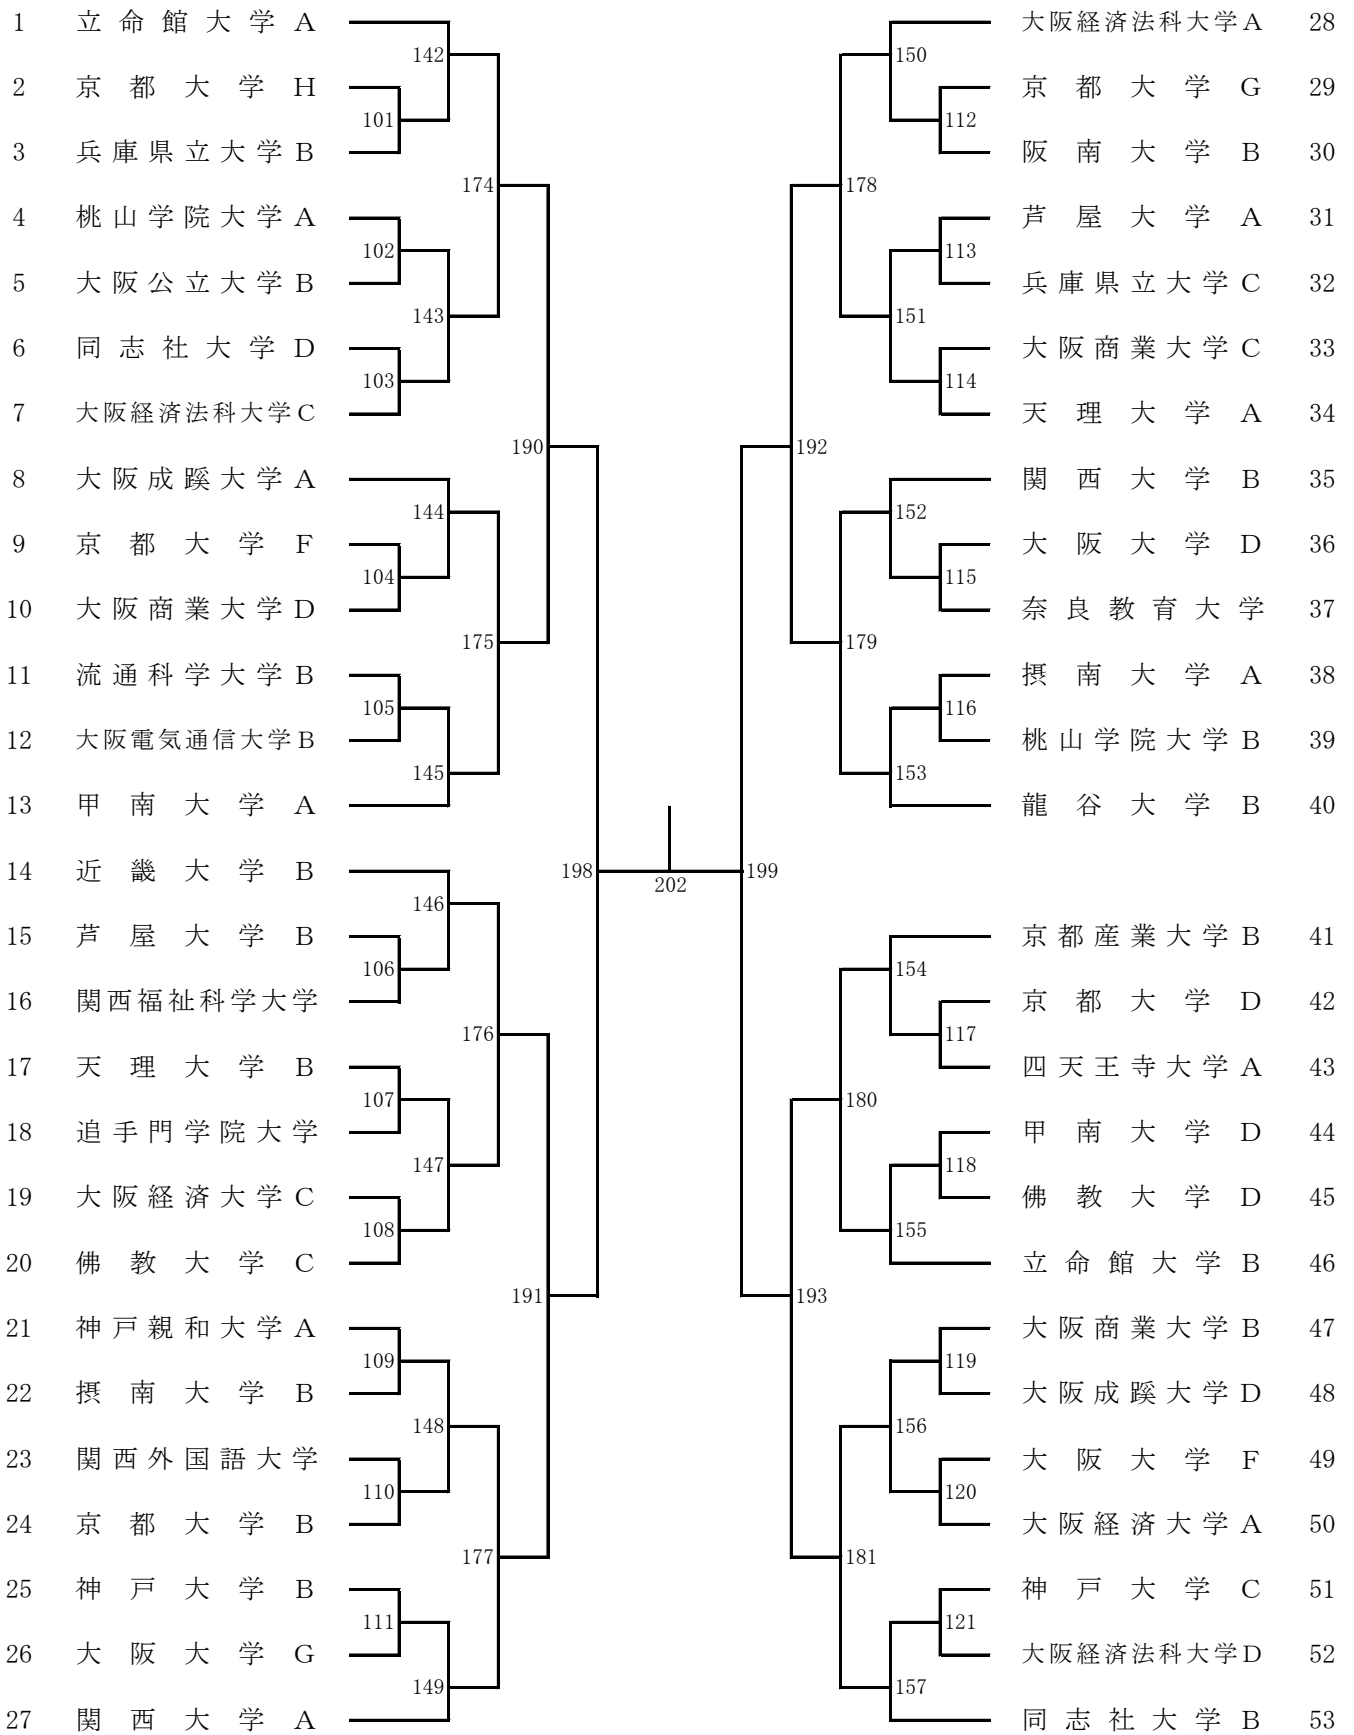 1 立命館大学A
2 京都大学H
3 兵庫県立大学B
4 桃山学院大学A
5 大阪公立大学B
6 同志社大学D
7 大阪経済法科大学C
8 大阪成蹊大学A
9 京都大学F
10 大阪商業大学D
11 流通科学大学B
12 大阪電気通信大学B
13 甲南大学A
14 近畿大学B
15 芦屋大学B
16 関西福祉科学大学
17 天理大学B
18 追手門学院大学
19 大阪経済大学C
20 佛教大学C
21 神戸親和大学A
22 摂南大学B
23 関西外国語大学
24 京都大学B
25 神戸大学B
26 大阪大学G
27 関西大学A
101
102
103
104
105
106
107
108
109
110
111
142
143
144
145
146
147
148
149
174
175
176
177
190
191
198
202
199
192
193
178
179
180
181
150
151
152
153
154
155
156
157
112
113
114
115
116
117
118
119
120
121
大阪経済法科大学A 28
京都大学G 29
阪南大学B 30
芦屋大学A 31
兵庫県立大学C 32
大阪商業大学C 33
天理大学A 34
関西大学B 35
大阪大学D 36
奈良教育大学 37
摂南大学A 38
桃山学院大学B 39
龍谷大学B 40
京都産業大学B 41
京都大学D 42
四天王寺大学A 43
甲南大学D 44
佛教大学D 45
立命館大学B 46
大阪商業大学B 47
大阪成蹊大学D 48
大阪大学F 49
大阪経済大学A 50
神戸大学C 51
大阪経済法科大学D 52
同志社大学B 53